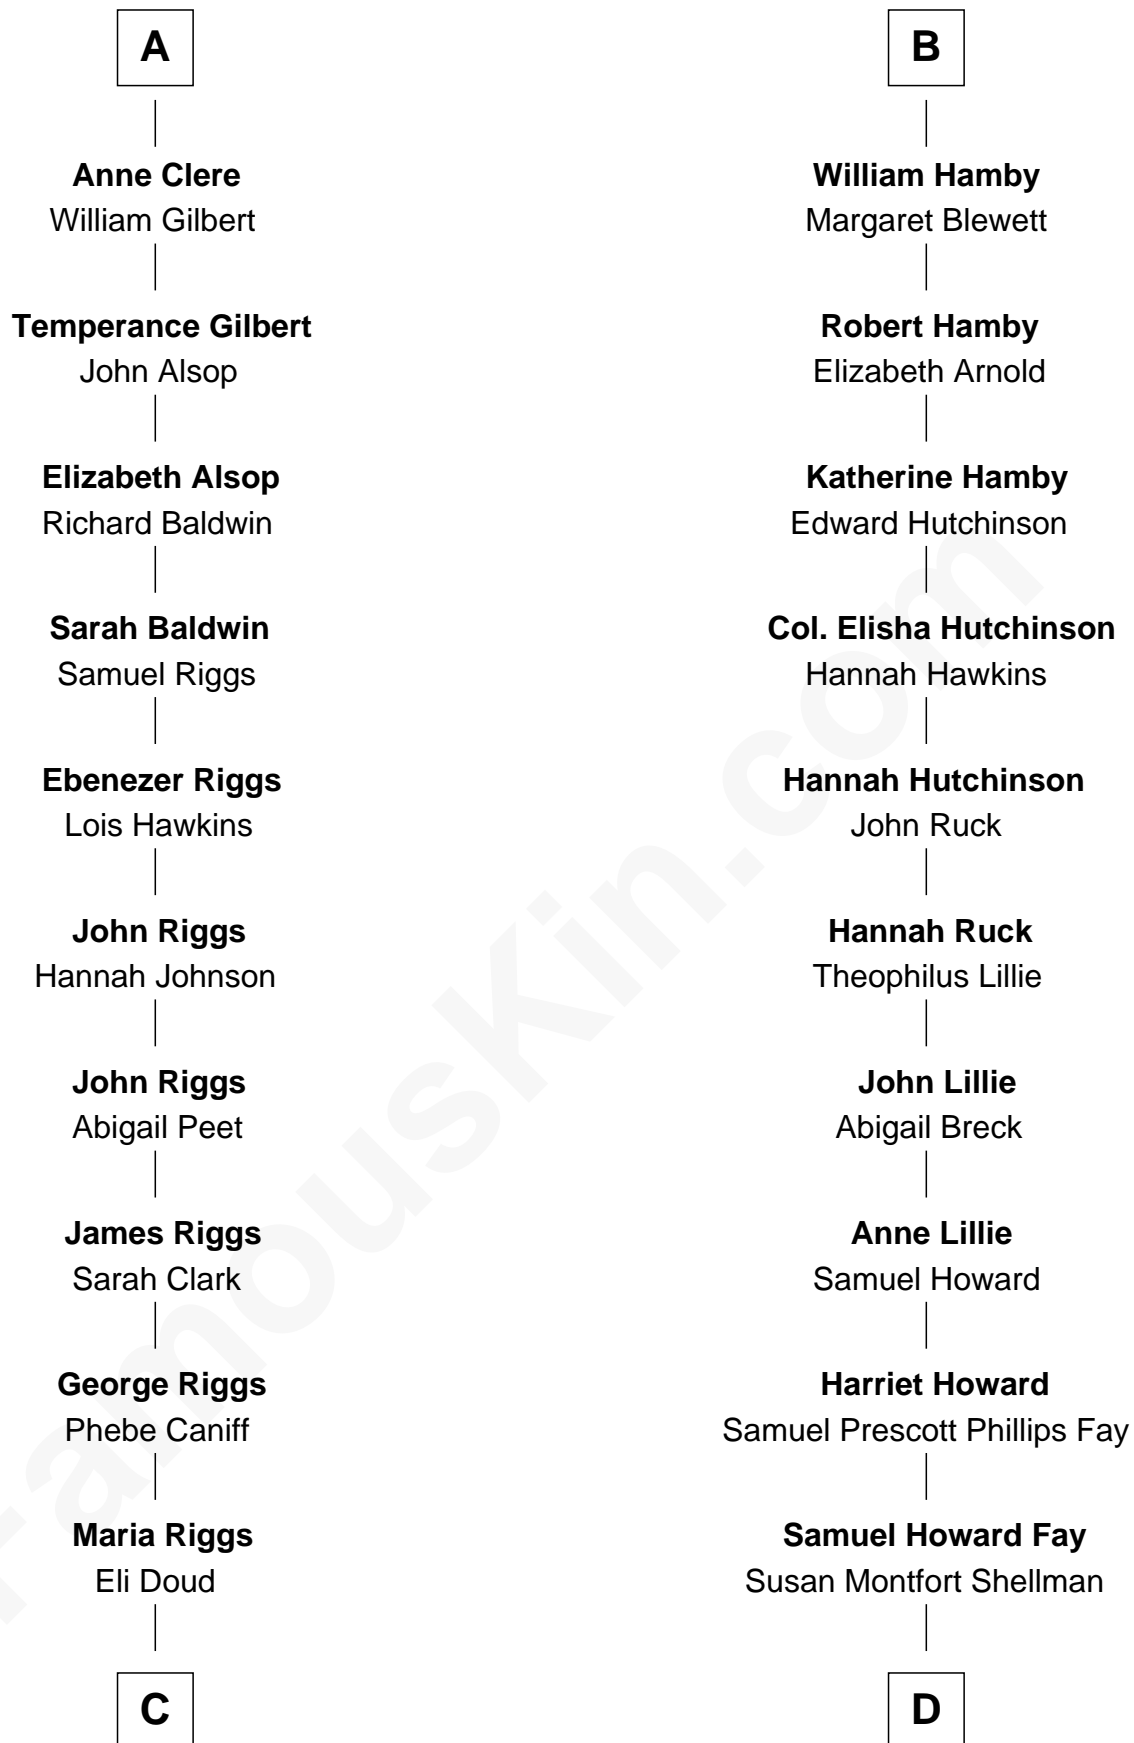 A
Anne Clere
William Gilbert
Temperance Gilbert
John Alsop
Elizabeth Alsop
Richard Baldwin
Sarah Baldwin
Samuel Riggs
Ebenezer Riggs
Lois Hawkins
John Riggs
Hannah Johnson
John Riggs
Abigail Peet
James Riggs
Sarah Clark
George Riggs
Phebe Caniff
Maria Riggs
Eli Doud
C
B
William Hamby
Margaret Blewett
Robert Hamby
Elizabeth Arnold
Katherine Hamby
Edward Hutchinson
Col. Elisha Hutchinson
Hannah Hawkins
Hannah Hutchinson
John Ruck
Hannah Ruck
Theophilus Lillie
John Lillie
Abigail Breck
Anne Lillie
Samuel Howard
Harriet Howard
Samuel Prescott Phillips Fay
Samuel Howard Fay
Susan Montfort Shellman
D
FamousKin.com